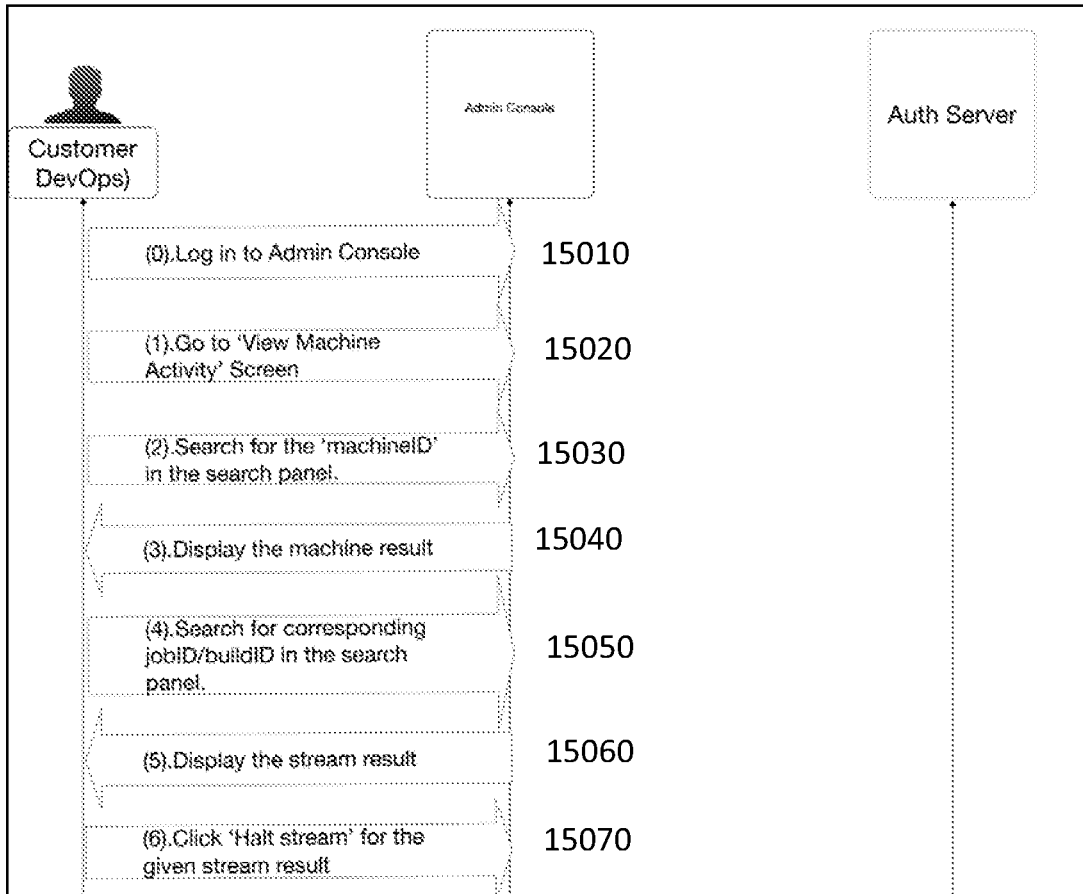 Admin Console
Auth Server
Customer
DevOps)
(0).Log in to Admin Console
15010
(1).Go to 'View Machine
Activity' Screen
15020
(2).Search for the 'machineID'
in the search panel.
15030
(3).Display the machine result
15040
(4).Search for corresponding
jobID/buildID in the search
panel.
15050
(5).Display the stream result
15060
(6).Click 'Halt stream' for the
given stream result
15070